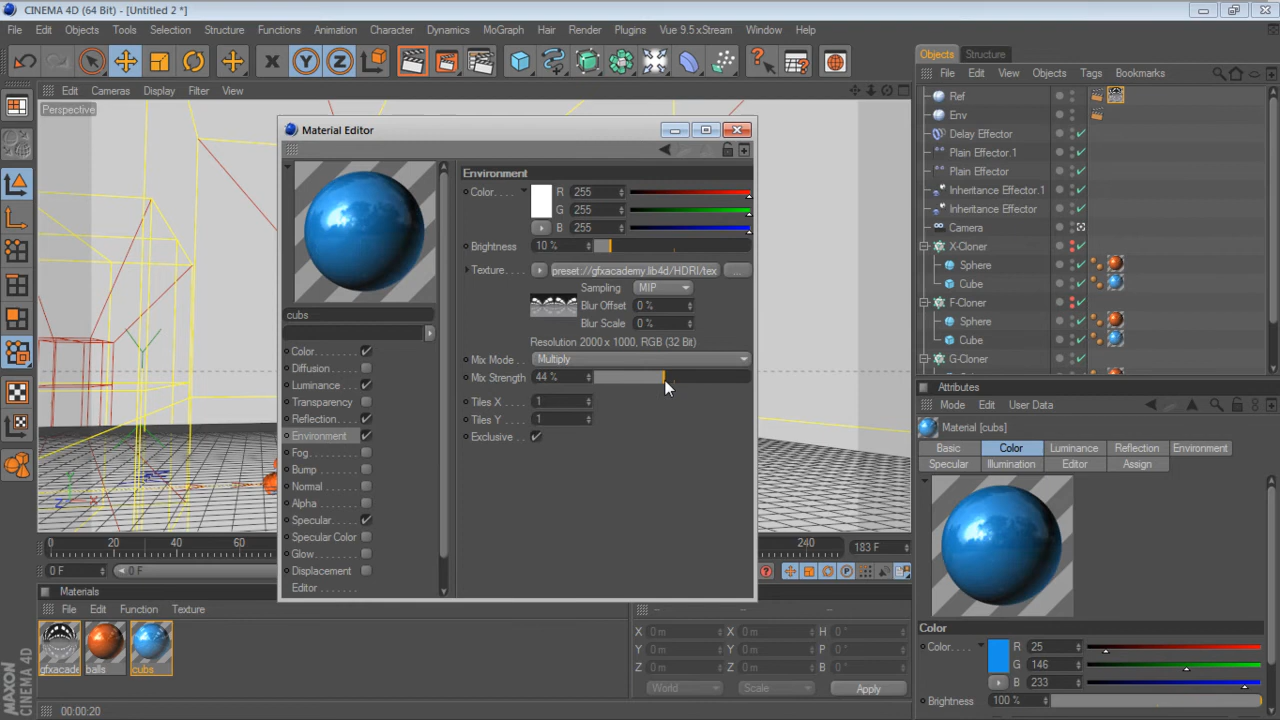 CINEMA 4D (64 Bit) - [Untitled 2 *]
File Edit Objects Tools Selection Structure Functions Animation Character Dynamics MoGraph Hair Render Plugins Vue 9.5 xStream Window Help
X Y Z
Objects Structure
Edit Cameras Display Filter View
File Edit View Objects Tags Bookmarks
Perspective
Ref
Env
Delay Effector
Plain Effector.1
Plain Effector
Inheritance Effector.1
Inheritance Effector
Camera
X-Cloner
Sphere
Cube
F-Cloner
Sphere
Cube
G-Cloner
Material Editor
cubs
Color
Diffusion
Luminance
Transparency
Reflection
Environment
Fog
Bump
Normal
Alpha
Specular
Specular Color
Glow
Displacement
Editor
Environment
Color R 255
G 255
B 255
Brightness 10 %
Texture preset://gfxacademy.lib4d/HDRI/tex ...
Sampling MIP
Blur Offset 0 %
Blur Scale 0 %
Resolution 2000 x 1000, RGB (32 Bit)
Mix Mode Multiply
Mix Strength 44 %
Tiles X 1
Tiles Y 1
Exclusive
Attributes
Mode Edit User Data
Material [cubs]
Basic Color Luminance Reflection Environment
Specular Illumination Editor Assign
Color
Color R 25
G 146
B 233
Brightness 100 %
0 20 40 60 240 183 F
0 F 0 F
Materials
File Edit Function Texture
gfxacade balls cubs
-- -- --
X 0 m X 0 m H 0 °
Y 0 m Y 0 m P 0 °
Z 0 m Z 0 m B 0 °
World Scale Apply
MAXON CINEMA 4D
00:00:20